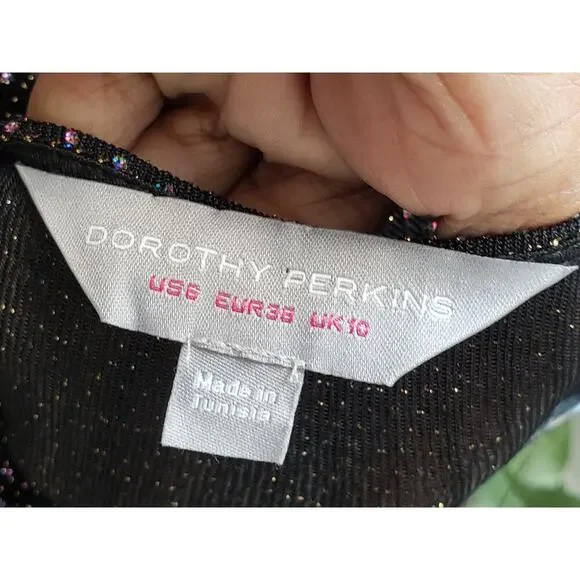 DOROTHY PERKINS
US6 EUR38 UK10
Made in
Tunisia